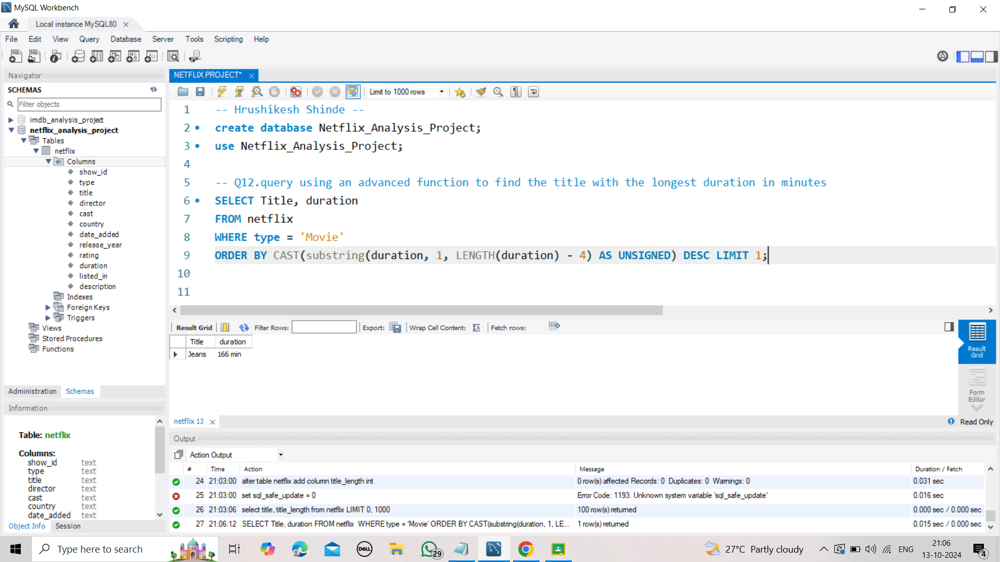 MySQL Workbench
Local instance MySQL80
File Edit View Query Database Server Tools Scripting Help
Navigator
SCHEMAS
Filter objects
imdb_analysis_project
netflix_analysis_project
Tables
netflix
Columns
show_id
type
title
director
cast
country
date_added
release_year
rating
duration
listed_in
description
Indexes
Foreign Keys
Triggers
Views
Stored Procedures
Functions
Administration Schemas
Information
Table: netflix
Columns:
show_id text
type text
title text
director text
cast text
country text
date_added text
Object Info Session
NETFLIX PROJECT*
Limit to 1000 rows
1 -- Hrushikesh Shinde --
2 create database Netflix_Analysis_Project;
3 use Netflix_Analysis_Project;
4
5 -- Q12.query using an advanced function to find the title with the longest duration in minutes
6 SELECT Title, duration
7 FROM netflix
8 WHERE type = 'Movie'
9 ORDER BY CAST(substring(duration, 1, LENGTH(duration) - 4) AS UNSIGNED) DESC LIMIT 1;
10
11
Result Grid Filter Rows: Export: Wrap Cell Content: Fetch rows:
Title duration
Jeans 166 min
Result Grid
Form Editor
netflix 13
Read Only
Output
Action Output
# Time Action Message Duration / Fetch
24 21:03:00 alter table netflix add column title_length int 0 row(s) affected Records: 0 Duplicates: 0 Warnings: 0 0.031 sec
25 21:03:00 set sql_safe_update = 0 Error Code: 1193. Unknown system variable 'sql_safe_update' 0.016 sec
26 21:03:06 select title, title_length from netflix LIMIT 0, 1000 100 row(s) returned 0.000 sec / 0.000 sec
27 21:06:12 SELECT Title, duration FROM netflix WHERE type = 'Movie' ORDER BY CAST(substring(duration, 1, LE... 1 row(s) returned 0.015 sec / 0.000 sec
Type here to search
DELL
29
27°C Partly cloudy
ENG
21:06
13-10-2024
4